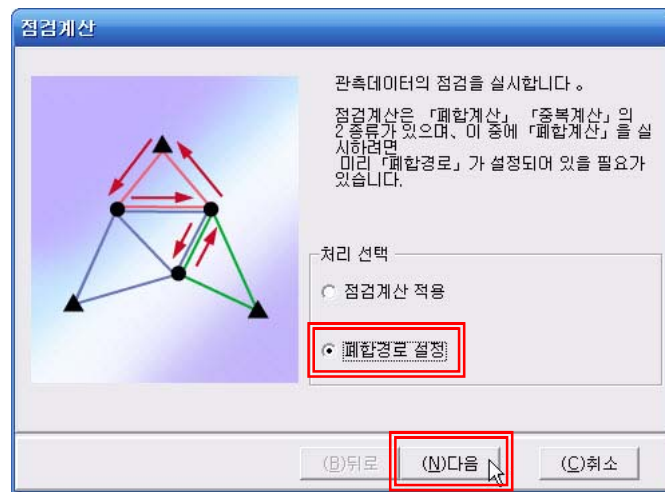 점검계산
관측데이터의 점검을 실시합니다 。
점검계산은 「폐합계산」 「중복계산」의
2 종류가 있으며、이 중에 「폐합계산」을 실
시하려면
미리 「폐합경로」가 설정되어 있을 필요가
있습니다.
처리 선택
점검계산 적용
폐합경로 설정
(B)뒤로
(N)다음
(C)취소